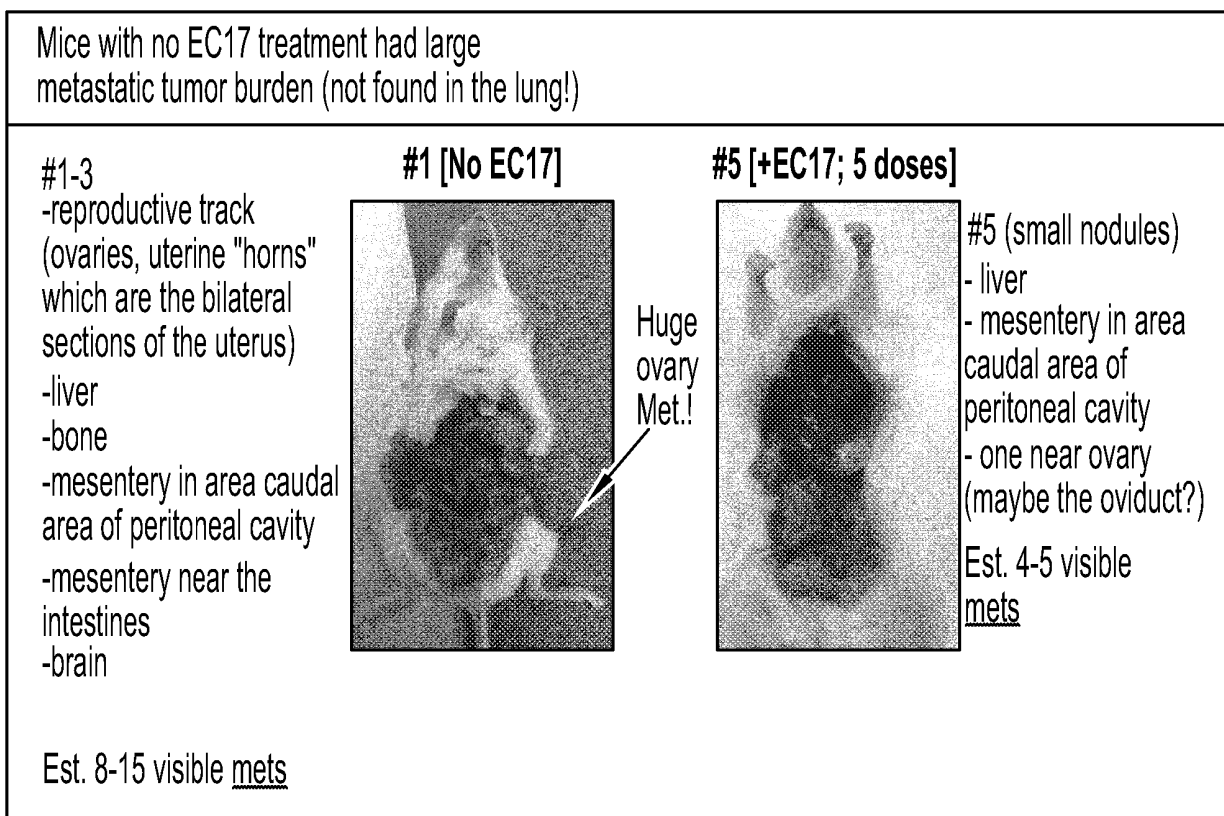 Mice with no EC17 treatment had large
metastatic tumor burden (not found in the lung!)
#1-3
-reproductive track
(ovaries, uterine "horns"
which are the bilateral
sections of the uterus)
-liver
-bone
-mesentery in area caudal
area of peritoneal cavity
-mesentery near the
intestines
-brain
Est. 8-15 visible mets
#1 [No EC17]
Huge
ovary
Met.!
#5 [+EC17; 5 doses]
#5 (small nodules)
- liver
- mesentery in area
caudal area of
peritoneal cavity
- one near ovary
(maybe the oviduct?)
Est. 4-5 visible
mets